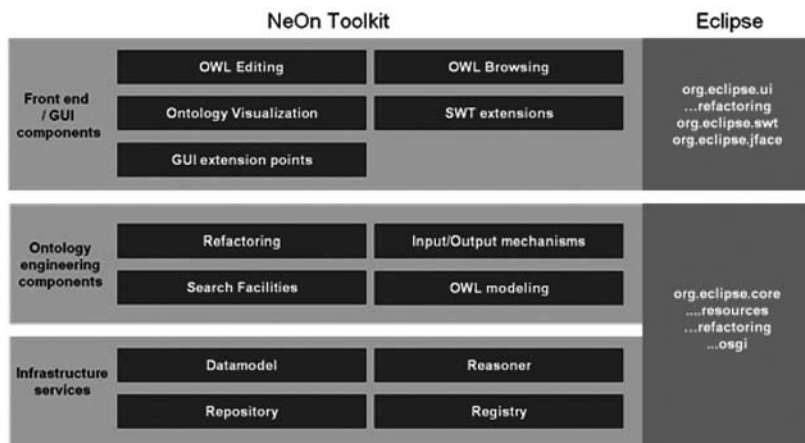 NeOn Toolkit
Eclipse
Front end
/ GUI
components
OWL Editing
OWL Browsing
Ontology Visualization
SWT extensions
GUI extension points
org.eclipse.ui
...refactoring
org.eclipse.swt
org.eclipse.jface
Ontology
engineering
components
Refactoring
Input/Output mechanisms
Search Facilities
OWL modeling
Infrastructure
services
Datamodel
Reasoner
Repository
Registry
org.eclipse.core
....resources
...refactoring
...osgi